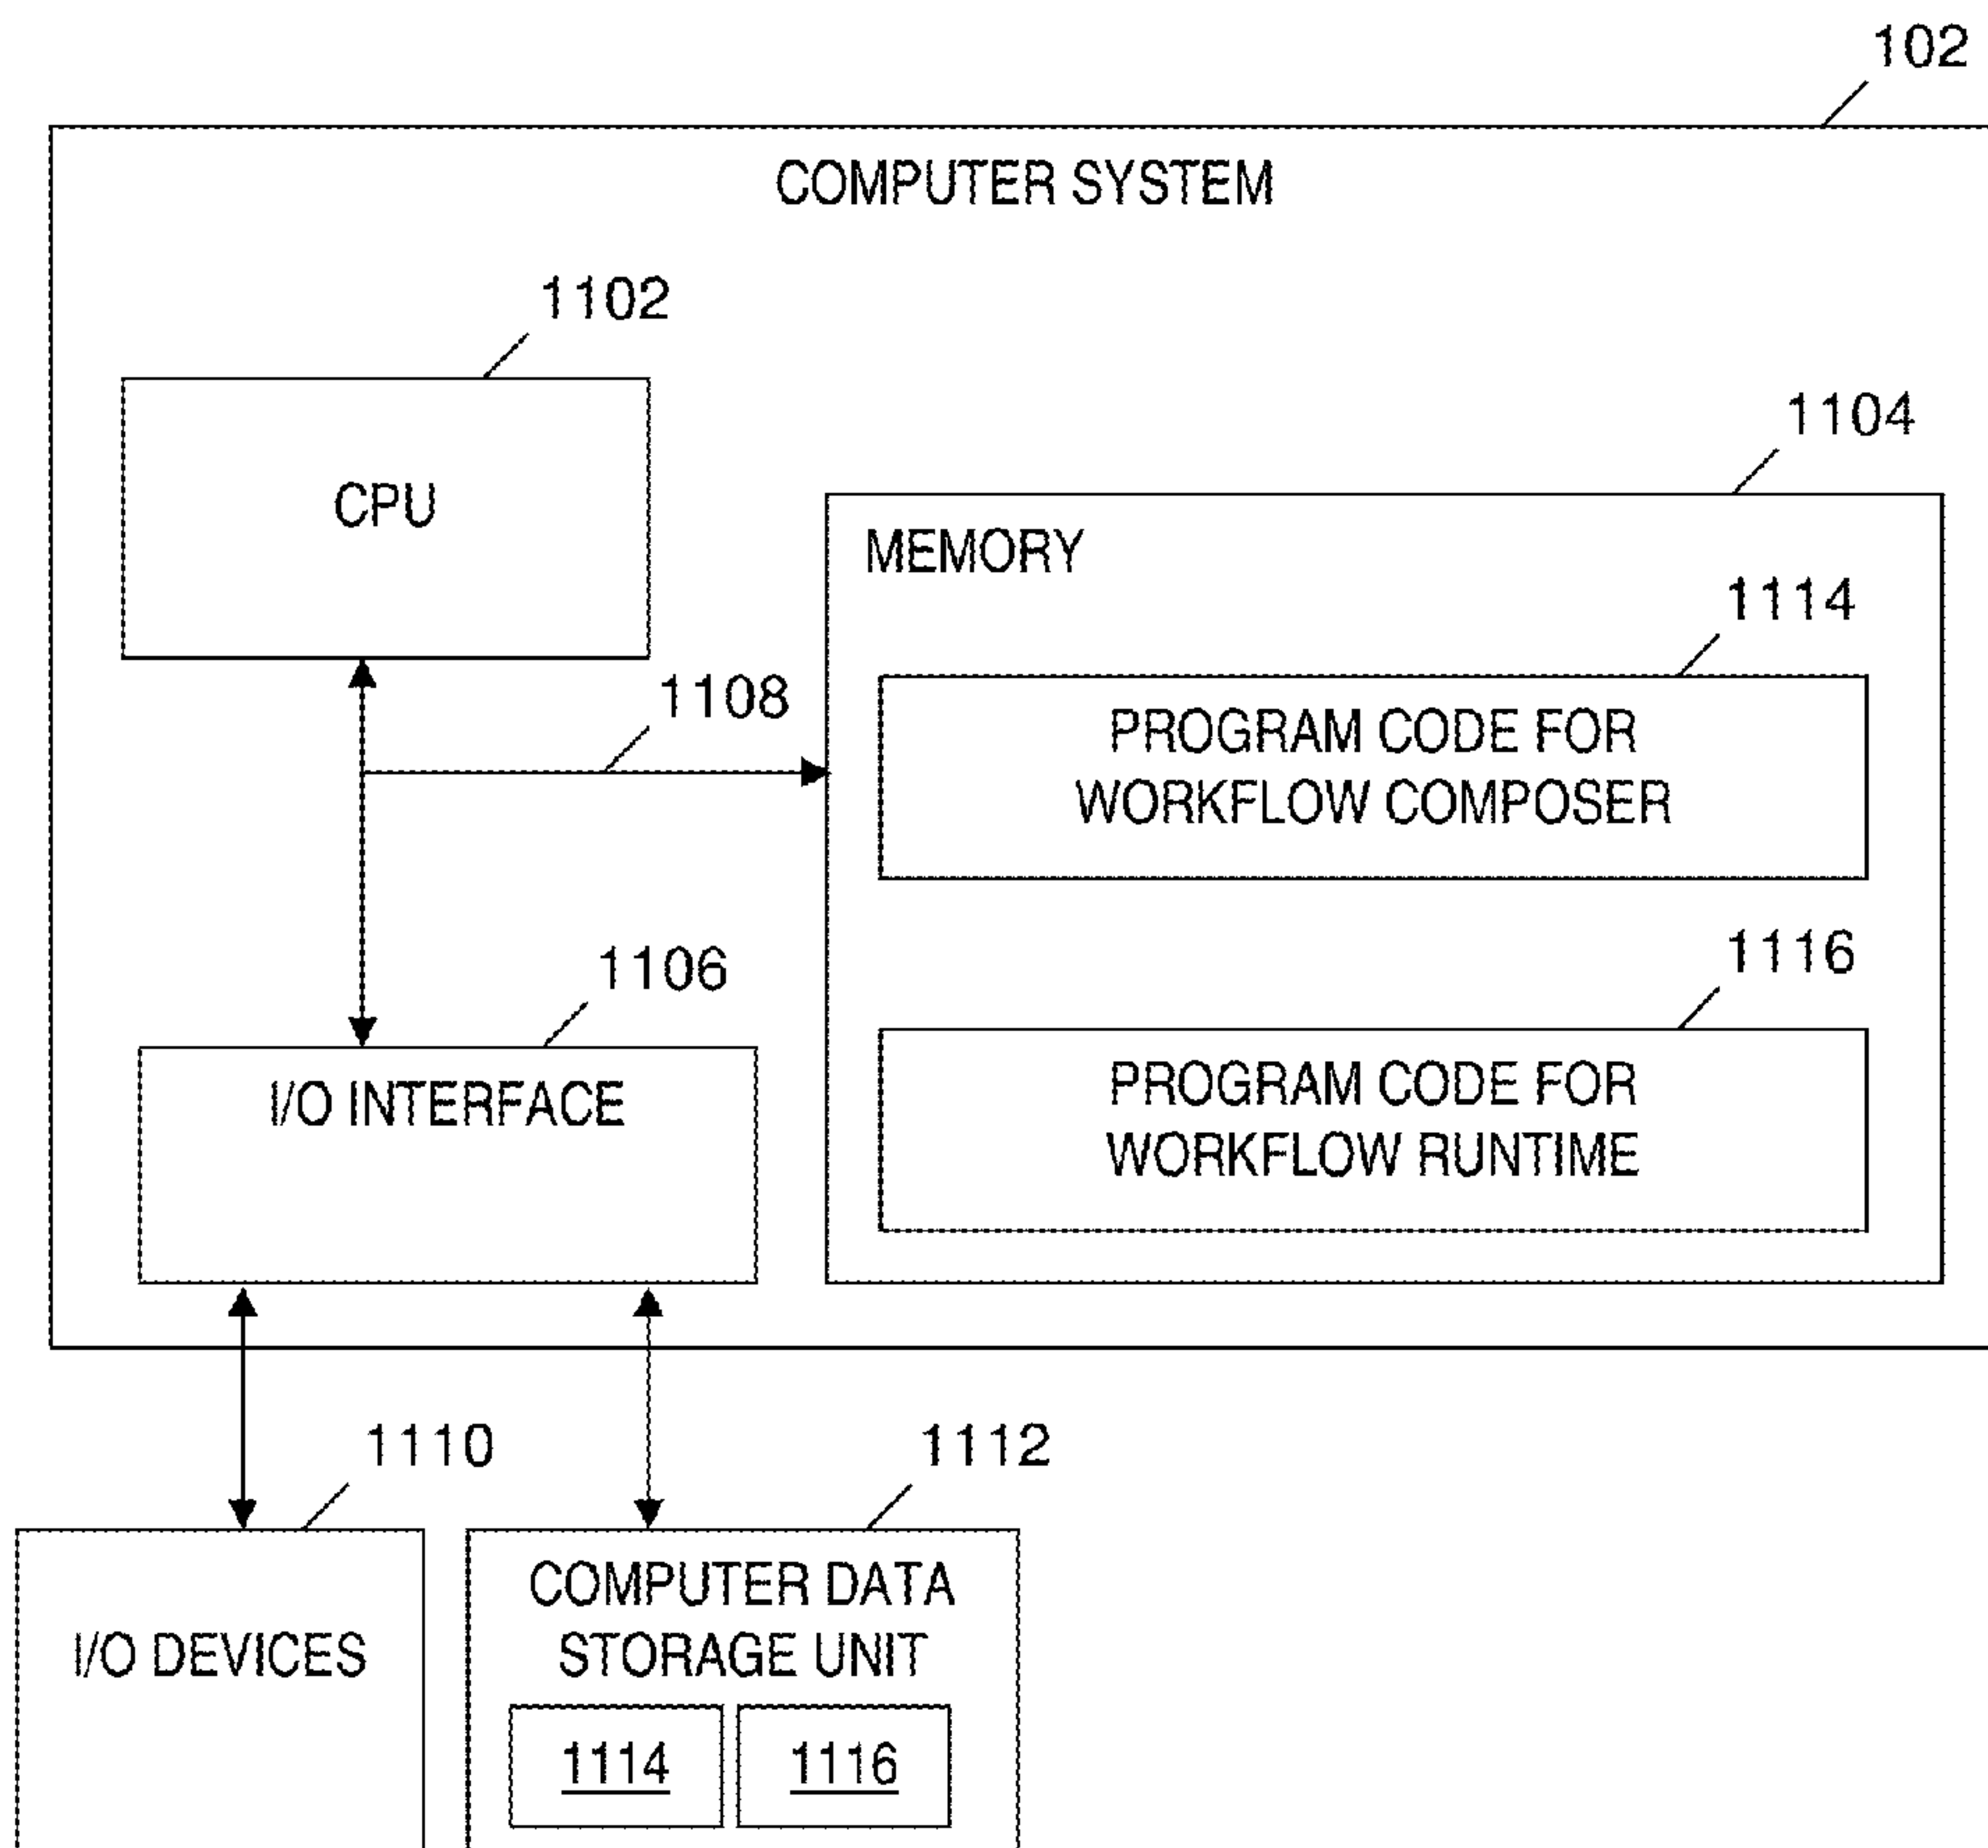 102
COMPUTER SYSTEM
1102
CPU
1104
MEMORY
1114
PROGRAM CODE FOR
WORKFLOW COMPOSER
1108
1106
I/O INTERFACE
1116
PROGRAM CODE FOR
WORKFLOW RUNTIME
1110
I/O DEVICES
1112
COMPUTER DATA
STORAGE UNIT
1114
1116